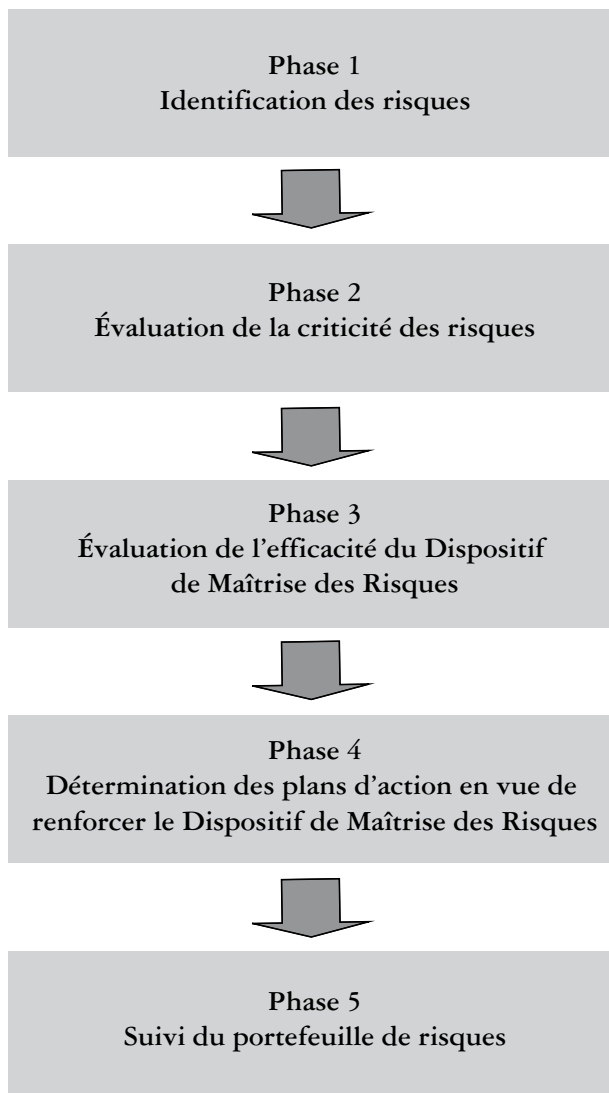 Phase 1
Identification des risques
Phase 2
Évaluation de la criticité des risques
Phase 3
Évaluation de l’efficacité du Dispositif
de Maîtrise des Risques
Phase 4
Détermination des plans d’action en vue de
renforcer le Dispositif de Maîtrise des Risques
Phase 5
Suivi du portefeuille de risques